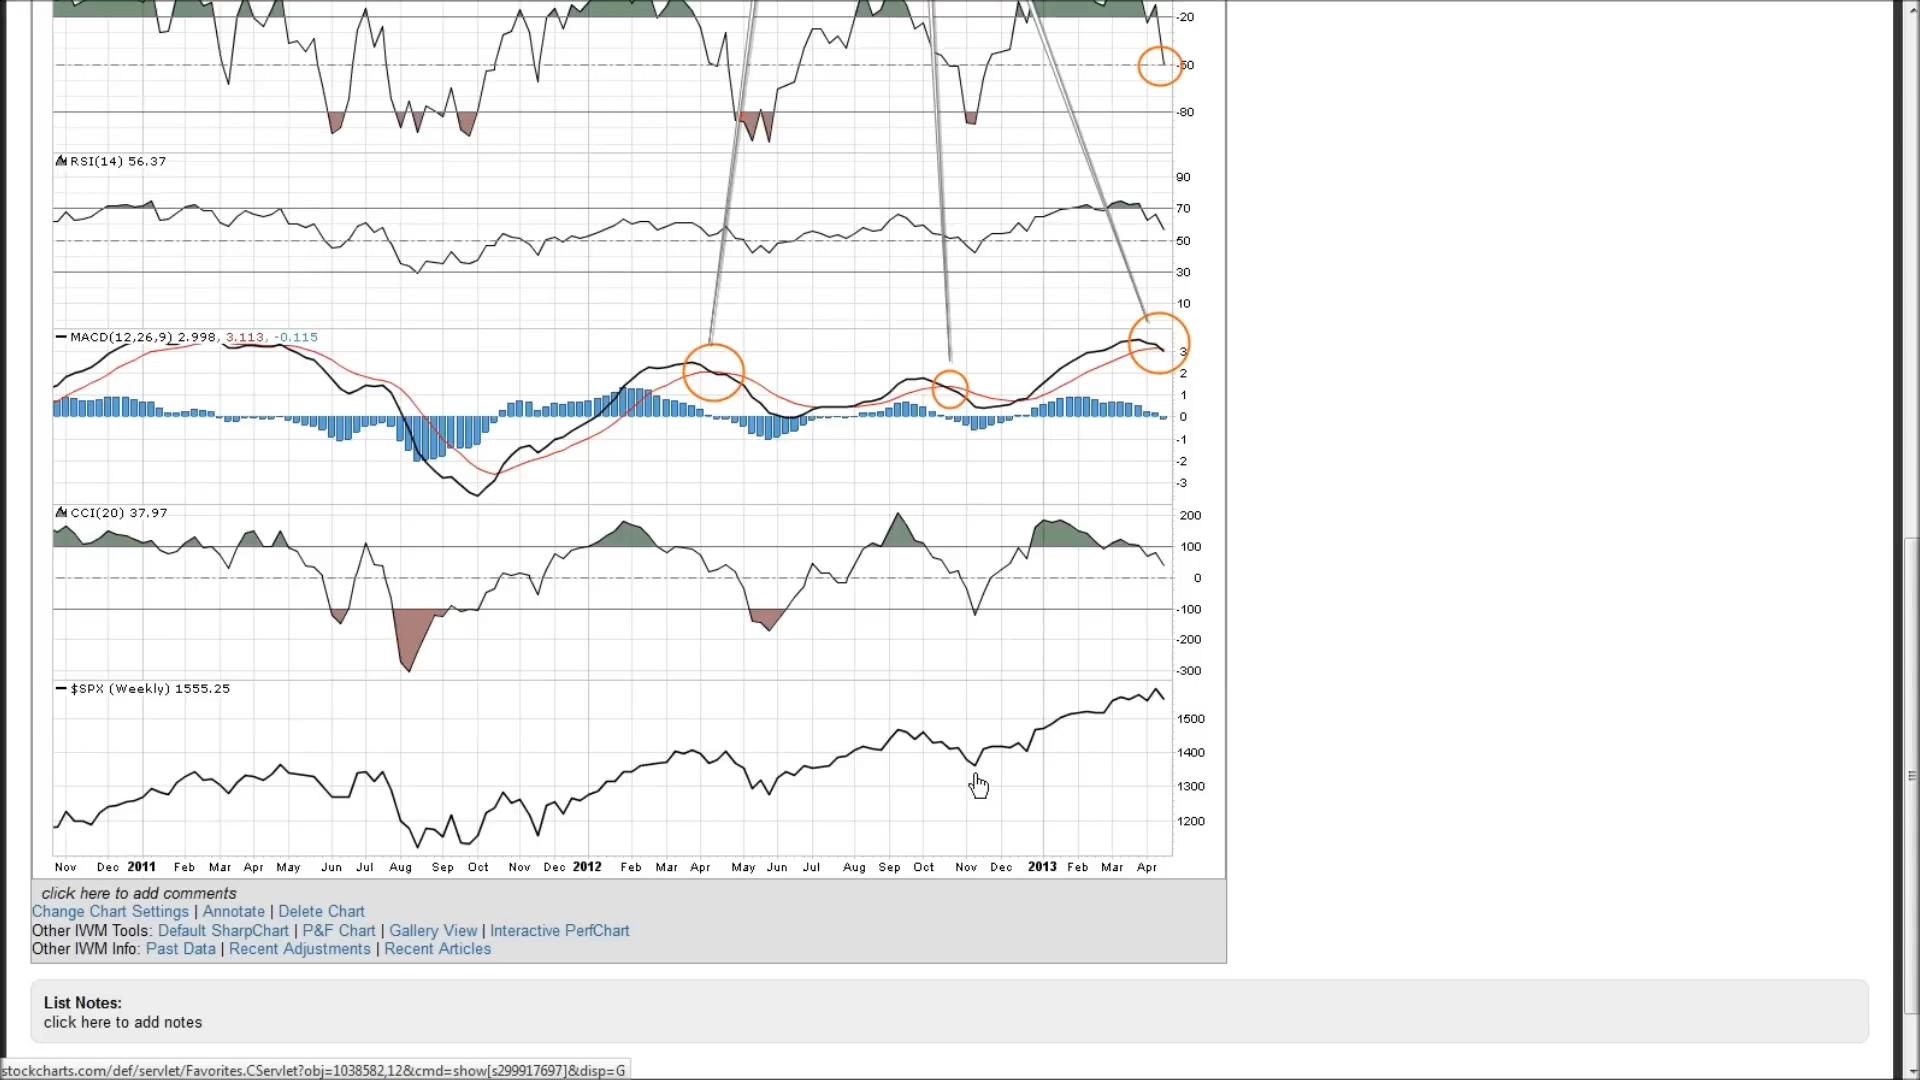 -20
-50
-80
RSI(14) 56.37
90
70
50
30
10
MACD(12,26,9) 2.998, 3.113, -0.115
3
2
1
0
-1
-2
-3
CCI(20) 37.97
200
100
0
-100
-200
-300
$SPX (Weekly) 1555.25
1500
1400
1300
1200
Nov Dec 2011 Feb Mar Apr May Jun Jul Aug Sep Oct Nov Dec 2012 Feb Mar Apr May Jun Jul Aug Sep Oct Nov Dec 2013 Feb Mar Apr
click here to add comments
Change Chart Settings | Annotate | Delete Chart
Other IWM Tools: Default SharpChart | P&F Chart | Gallery View | Interactive PerfChart
Other IWM Info: Past Data | Recent Adjustments | Recent Articles
List Notes:
click here to add notes
stockcharts.com/def/servlet/Favorites.CServlet?obj=1038582,12&cmd=show[s299917697]&disp=G